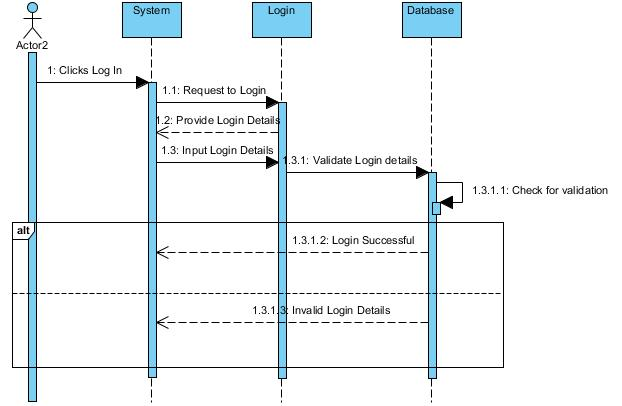 System
Login
Database
Actor2
1: Clicks Log In
1.1: Request to Login
1.2: Provide Login Details
1.3: Input Login Details
1.3.1: Validate Login details
1.3.1.1: Check for validation
alt
1.3.1.2: Login Successful
1.3.1.3: Invalid Login Details